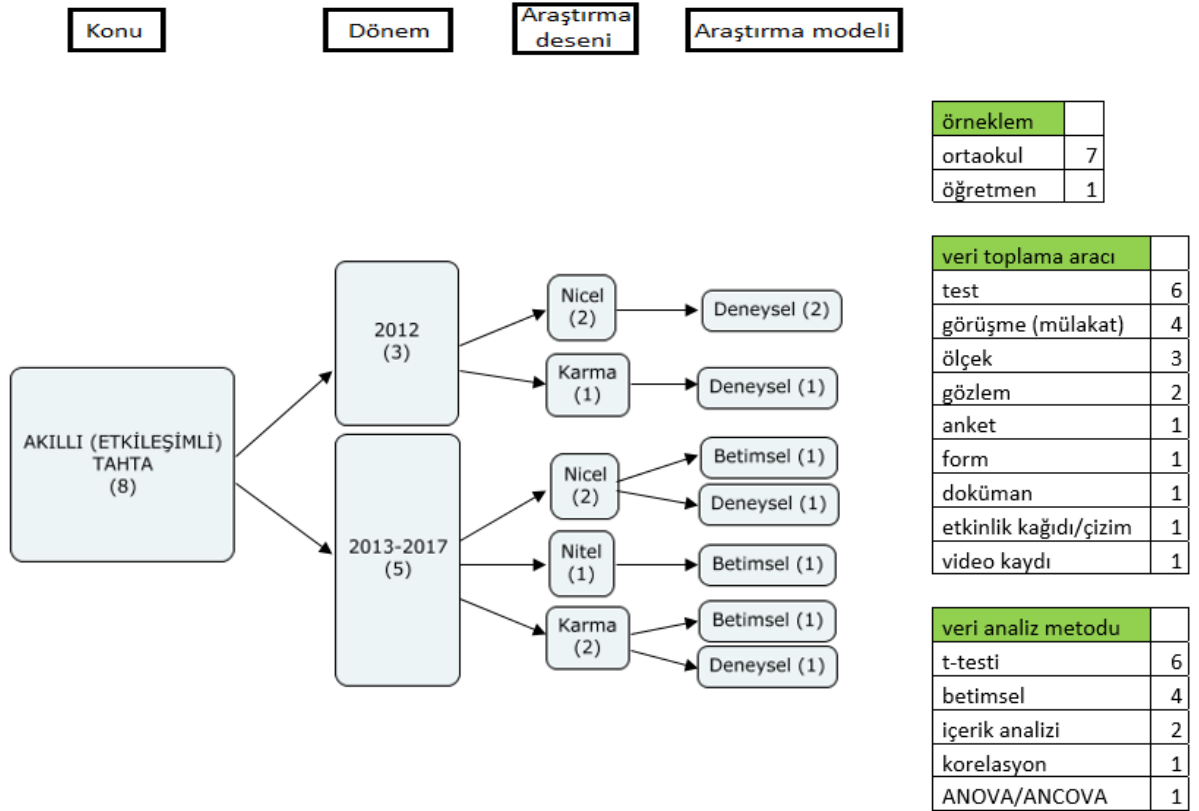 Konu
Dönem
Araştırma
deseni
Araştırma modeli
AKILLI (ETKİLEŞİMLİ)
TAHTA
(8)
2012
(3)
2013-2017
(5)
Nicel
(2)
Karma
(1)
Nicel
(2)
Nitel
(1)
Karma
(2)
Deneysel (2)
Deneysel (1)
Betimsel (1)
Deneysel (1)
Betimsel (1)
Betimsel (1)
Deneysel (1)
örneklem
ortaokul 7
öğretmen 1
veri toplama aracı
test 6
görüşme (mülakat) 4
ölçek 3
gözlem 2
anket 1
form 1
doküman 1
etkinlik kağıdı/çizim 1
video kaydı 1
veri analiz metodu
t-testi 6
betimsel 4
içerik analizi 2
korelasyon 1
ANOVA/ANCOVA 1